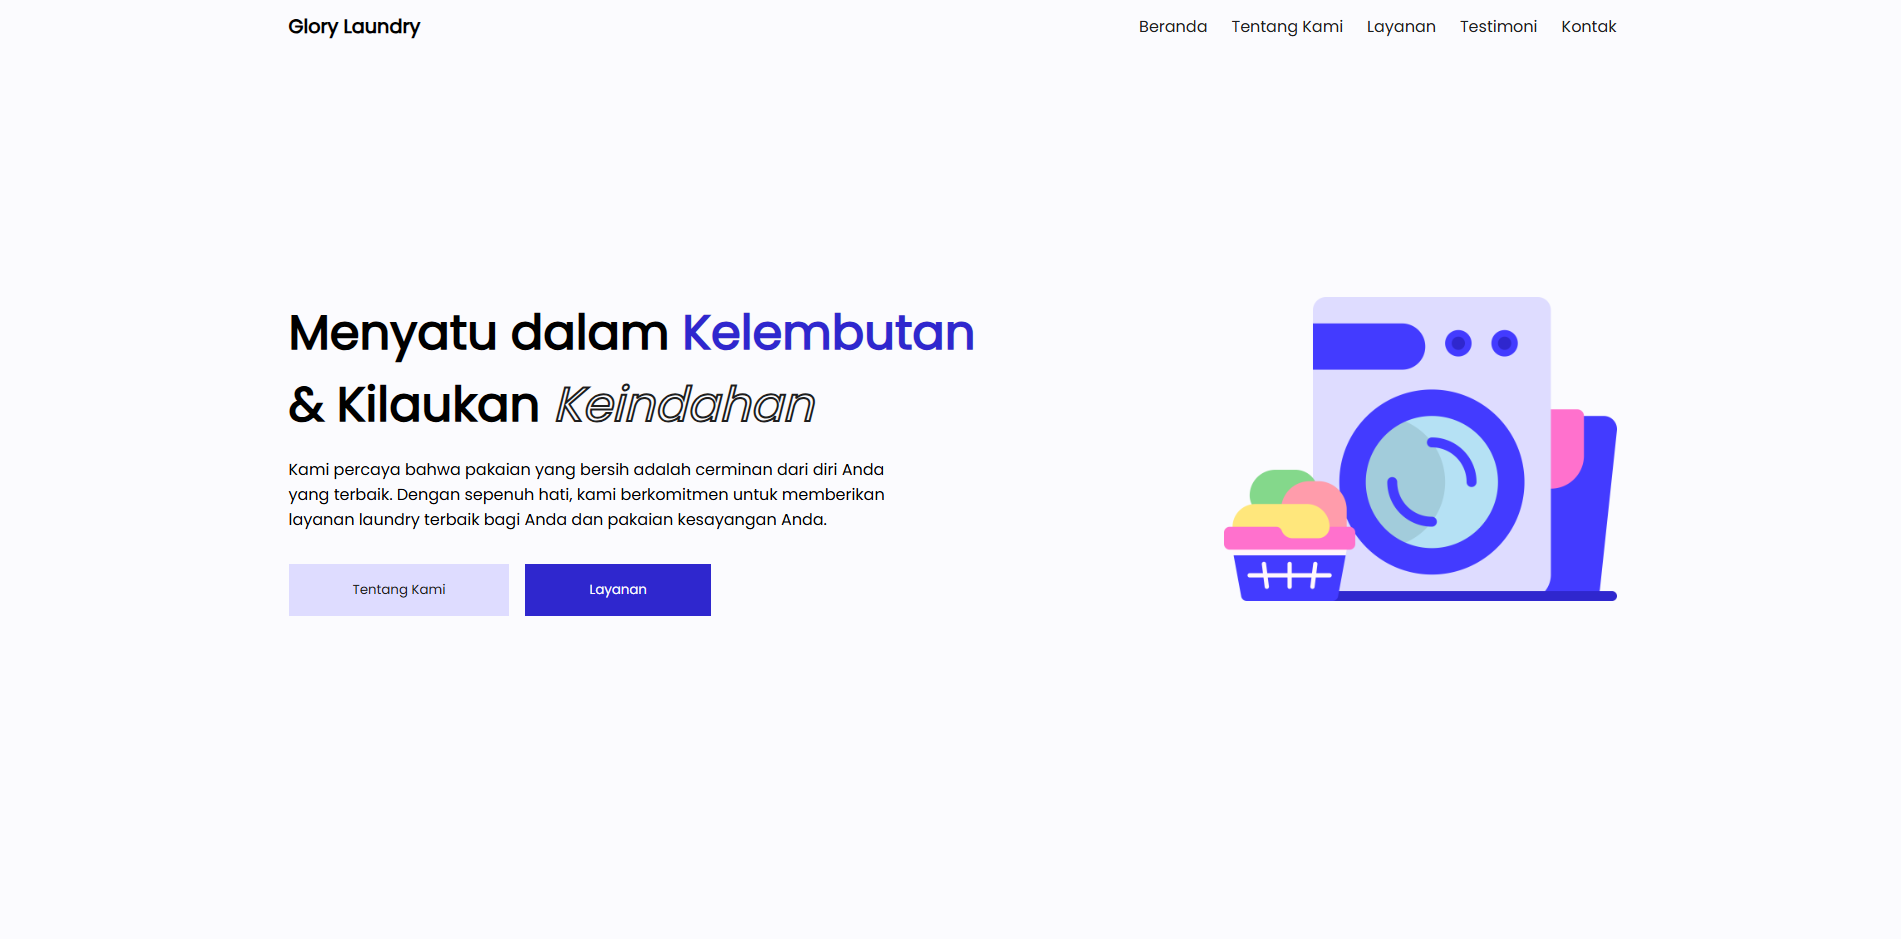 Glory Laundry
Beranda Tentang Kami Layanan Testimoni Kontak
Menyatu dalam Kelembutan
& Kilaukan Keindahan
Kami percaya bahwa pakaian yang bersih adalah cerminan dari diri Anda
yang terbaik. Dengan sepenuh hati, kami berkomitmen untuk memberikan
layanan laundry terbaik bagi Anda dan pakaian kesayangan Anda.
Tentang Kami
Layanan